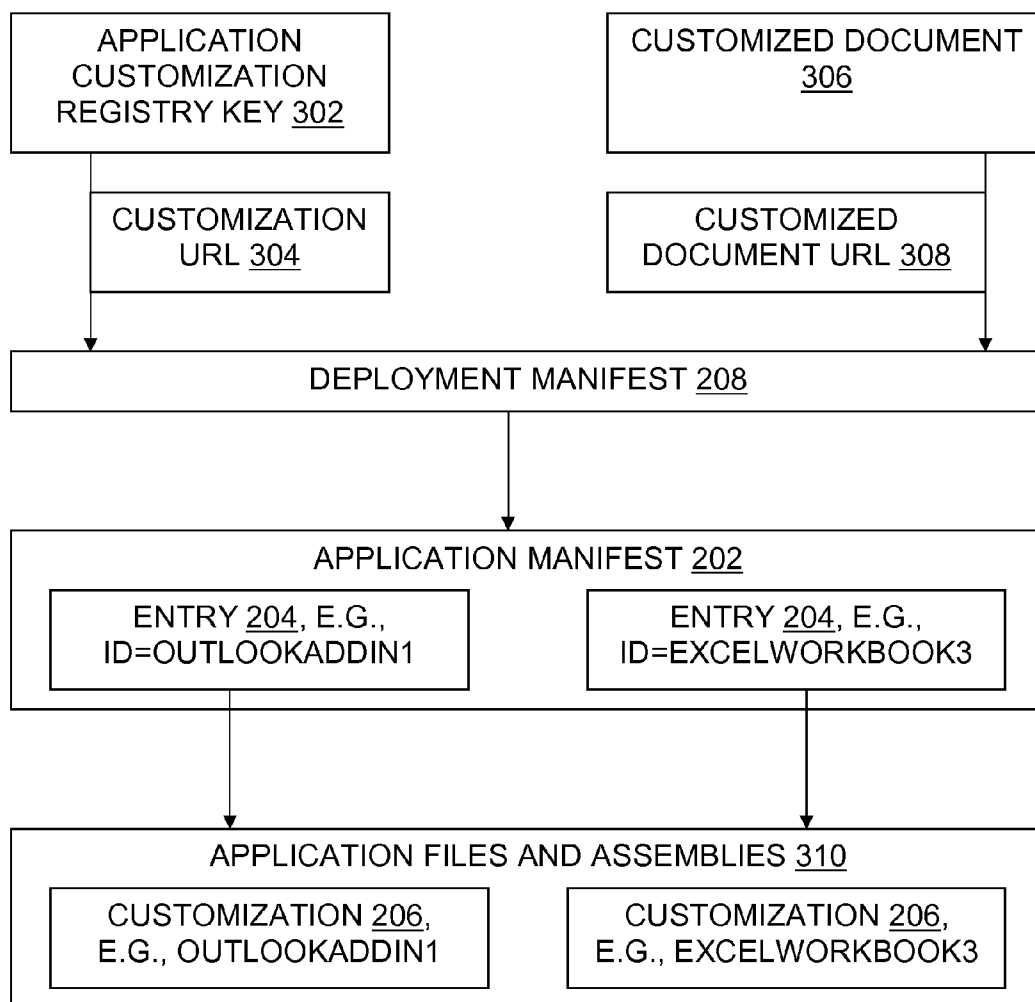 APPLICATION
CUSTOMIZATION
REGISTRY KEY 302
CUSTOMIZED DOCUMENT
306
CUSTOMIZATION
URL 304
CUSTOMIZED
DOCUMENT URL 308
DEPLOYMENT MANIFEST 208
APPLICATION MANIFEST 202
ENTRY 204, E.G.,
ID=OUTLOOKADDIN1
ENTRY 204, E.G.,
ID=EXCELWORKBOOK3
APPLICATION FILES AND ASSEMBLIES 310
CUSTOMIZATION 206,
E.G., OUTLOOKADDIN1
CUSTOMIZATION 206,
E.G., EXCELWORKBOOK3